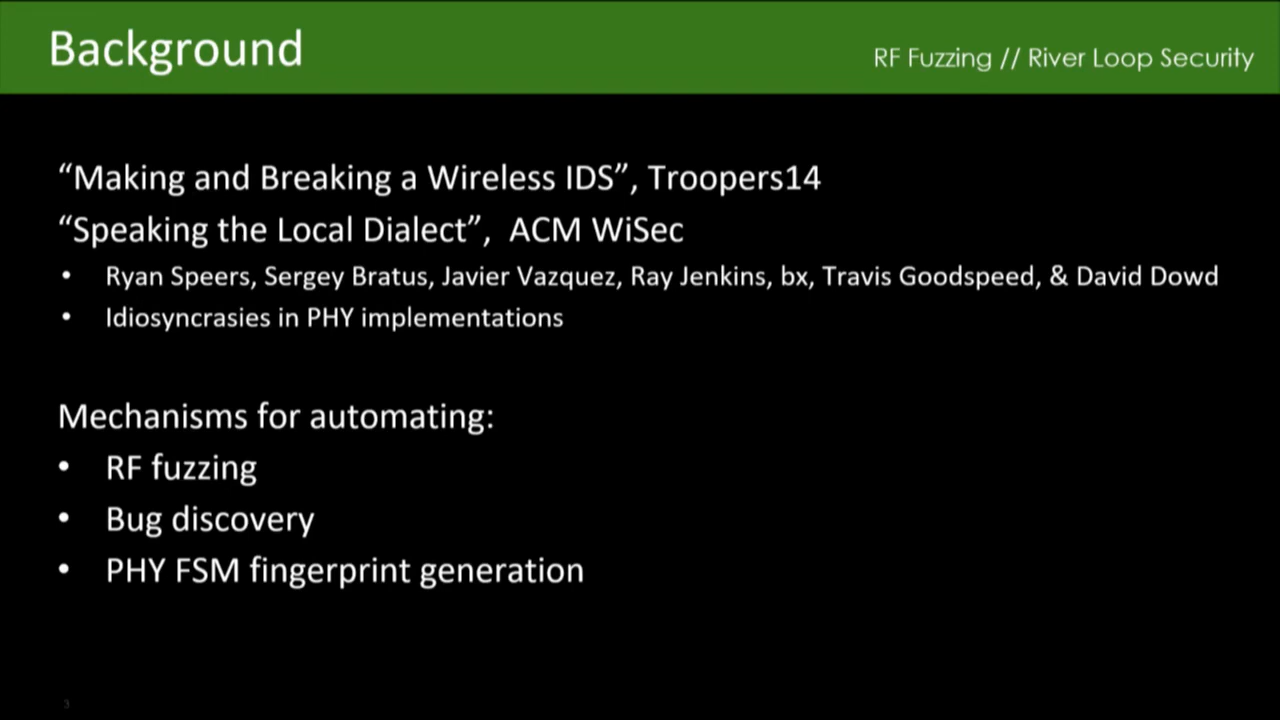 Background
RF Fuzzing // River Loop Security
“Making and Breaking a Wireless IDS”, Troopers14
“Speaking the Local Dialect”, ACM WiSec
• Ryan Speers, Sergey Bratus, Javier Vazquez, Ray Jenkins, bx, Travis Goodspeed, & David Dowd
• Idiosyncrasies in PHY implementations
Mechanisms for automating:
• RF fuzzing
• Bug discovery
• PHY FSM fingerprint generation
3